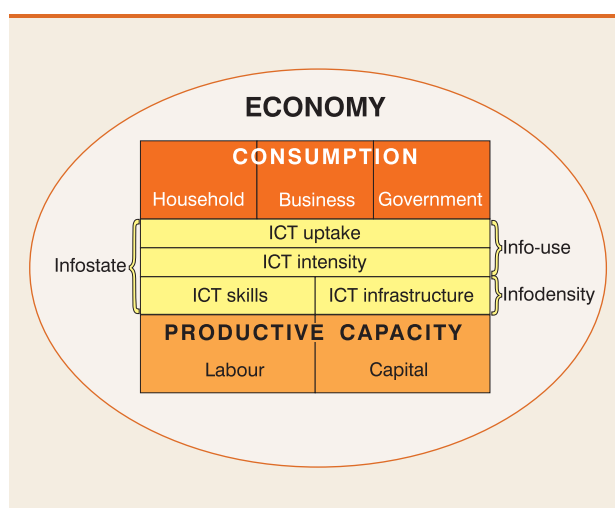 ECONOMY
CONSUMPTION
Household Business Government
ICT uptake
ICT intensity
Info-use
Infostate
ICT skills ICT infrastructure
Infodensity
PRODUCTIVE CAPACITY
Labour Capital